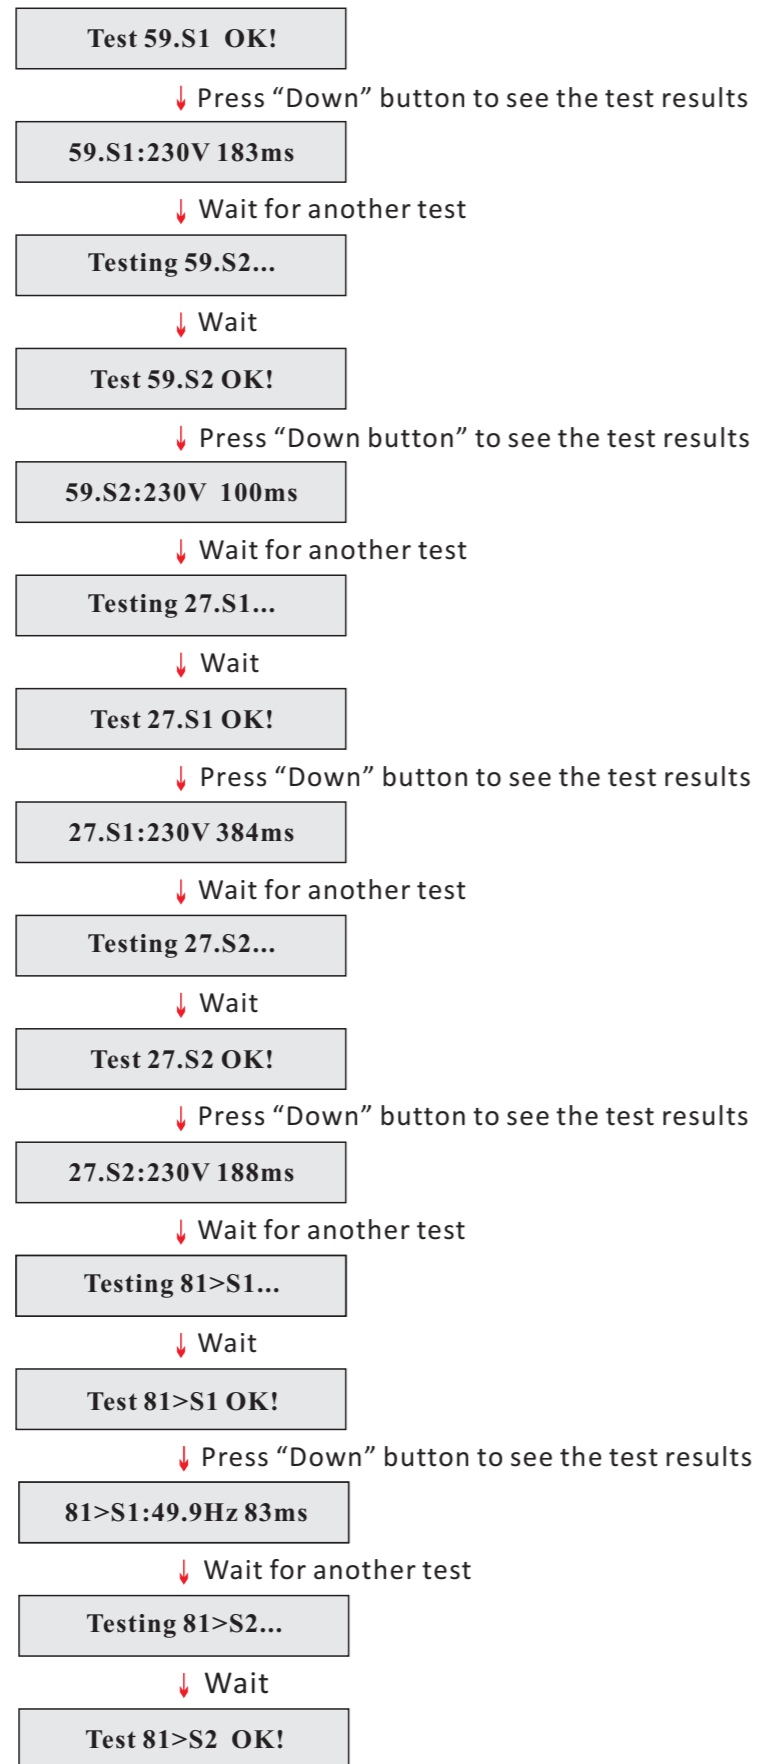 Test 59.S1 OK!
Press “Down” button to see the test results
59.S1:230V 183ms
Wait for another test
Testing 59.S2...
Wait
Test 59.S2 OK!
Press “Down button” to see the test results
59.S2:230V 100ms
Wait for another test
Testing 27.S1...
Wait
Test 27.S1 OK!
Press “Down” button to see the test results
27.S1:230V 384ms
Wait for another test
Testing 27.S2...
Wait
Test 27.S2 OK!
Press “Down” button to see the test results
27.S2:230V 188ms
Wait for another test
Testing 81>S1...
Wait
Test 81>S1 OK!
Press “Down” button to see the test results
81>S1:49.9Hz 83ms
Wait for another test
Testing 81>S2...
Wait
Test 81>S2 OK!